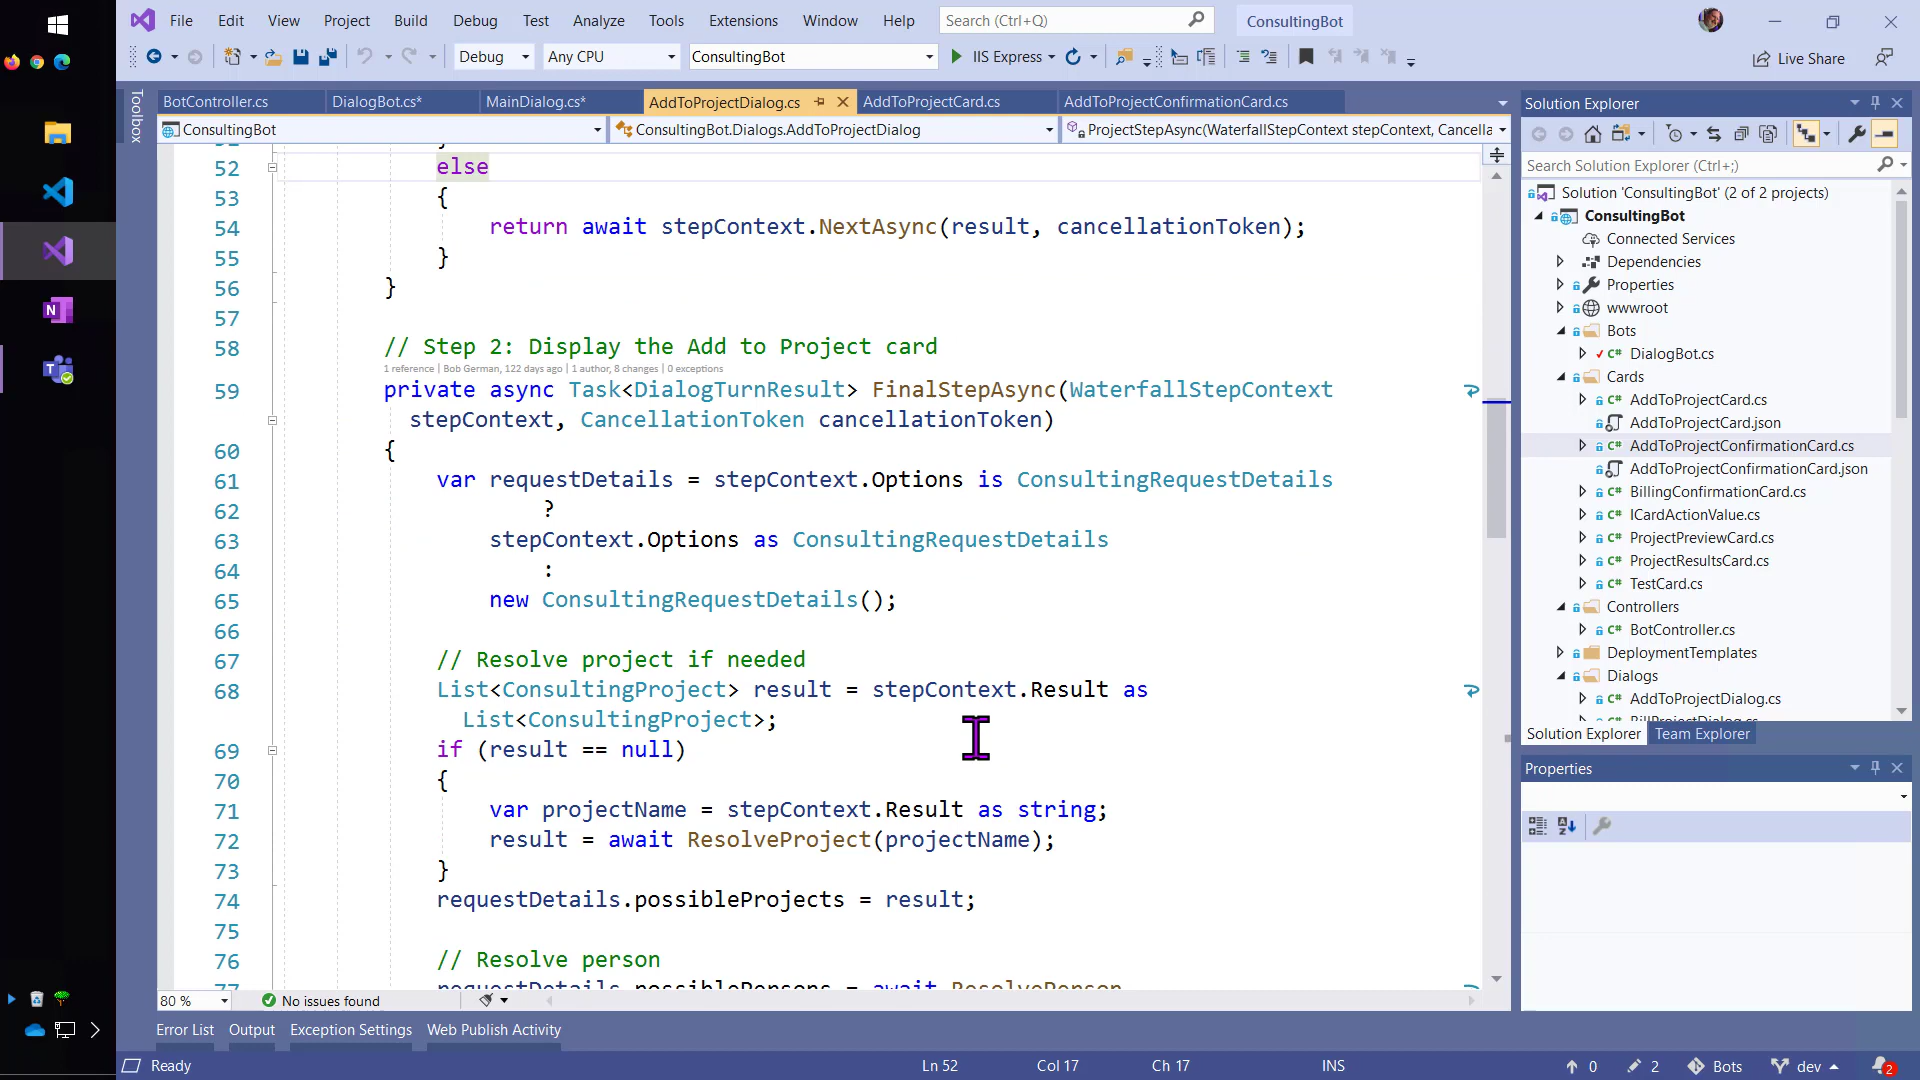 File Edit View Project Build Debug Test Analyze Tools Extensions Window Help Search (Ctrl+Q) ConsultingBot
Debug Any CPU ConsultingBot IIS Express Live Share
Toolbox
BotController.cs DialogBot.cs* MainDialog.cs* AddToProjectDialog.cs AddToProjectCard.cs AddToProjectConfirmationCard.cs
ConsultingBot ConsultingBot.Dialogs.AddToProjectDialog ProjectStepAsync(WaterfallStepContext stepContext, Cancella
52 else
53 {
54 return await stepContext.NextAsync(result, cancellationToken);
55 }
56 }
57
58 // Step 2: Display the Add to Project card
1 reference | Bob German, 122 days ago | 1 author, 8 changes | 0 exceptions
59 private async Task<DialogTurnResult> FinalStepAsync(WaterfallStepContext
stepContext, CancellationToken cancellationToken)
60 {
61 var requestDetails = stepContext.Options is ConsultingRequestDetails
62 ?
63 stepContext.Options as ConsultingRequestDetails
64 :
65 new ConsultingRequestDetails();
66
67 // Resolve project if needed
68 List<ConsultingProject> result = stepContext.Result as
List<ConsultingProject>;
69 if (result == null)
70 {
71 var projectName = stepContext.Result as string;
72 result = await ResolveProject(projectName);
73 }
74 requestDetails.possibleProjects = result;
75
76 // Resolve person
77 requestDetails.possiblePersons = await ResolvePerson
80 % No issues found
Solution Explorer
Search Solution Explorer (Ctrl+;)
Solution 'ConsultingBot' (2 of 2 projects)
ConsultingBot
Connected Services
Dependencies
Properties
wwwroot
Bots
C# DialogBot.cs
Cards
C# AddToProjectCard.cs
AddToProjectCard.json
C# AddToProjectConfirmationCard.cs
AddToProjectConfirmationCard.json
C# BillingConfirmationCard.cs
C# ICardActionValue.cs
C# ProjectPreviewCard.cs
C# ProjectResultsCard.cs
C# TestCard.cs
Controllers
C# BotController.cs
DeploymentTemplates
Dialogs
C# AddToProjectDialog.cs
C# BillProjectDialog.cs
Solution Explorer Team Explorer
Properties
Error List Output Exception Settings Web Publish Activity
Ready Ln 52 Col 17 Ch 17 INS 0 2 Bots dev 2